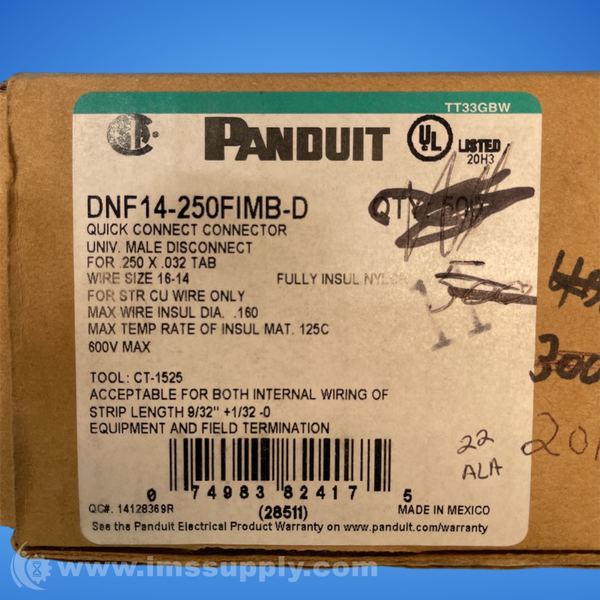 TT33GBW
PANDUIT
UL LISTED
20H3
DNF14-250FIMB-D QTY 500
QUICK CONNECT CONNECTOR
UNIV. MALE DISCONNECT
FOR .250 X .032 TAB
WIRE SIZE 16-14 FULLY INSUL NYLON
FOR STR CU WIRE ONLY
MAX WIRE INSUL DIA. .160
MAX TEMP RATE OF INSUL MAT. 125C
600V MAX
300
TOOL: CT-1525
ACCEPTABLE FOR BOTH INTERNAL WIRING OF
STRIP LENGTH 9/32" +1/32 -0
EQUIPMENT AND FIELD TERMINATION
22
ALA
0 74983 82417 5
QC#: 14128369R (28511) MADE IN MEXICO
See the Panduit Electrical Product Warranty on www.panduit.com/warranty
© www.imssupply.com!